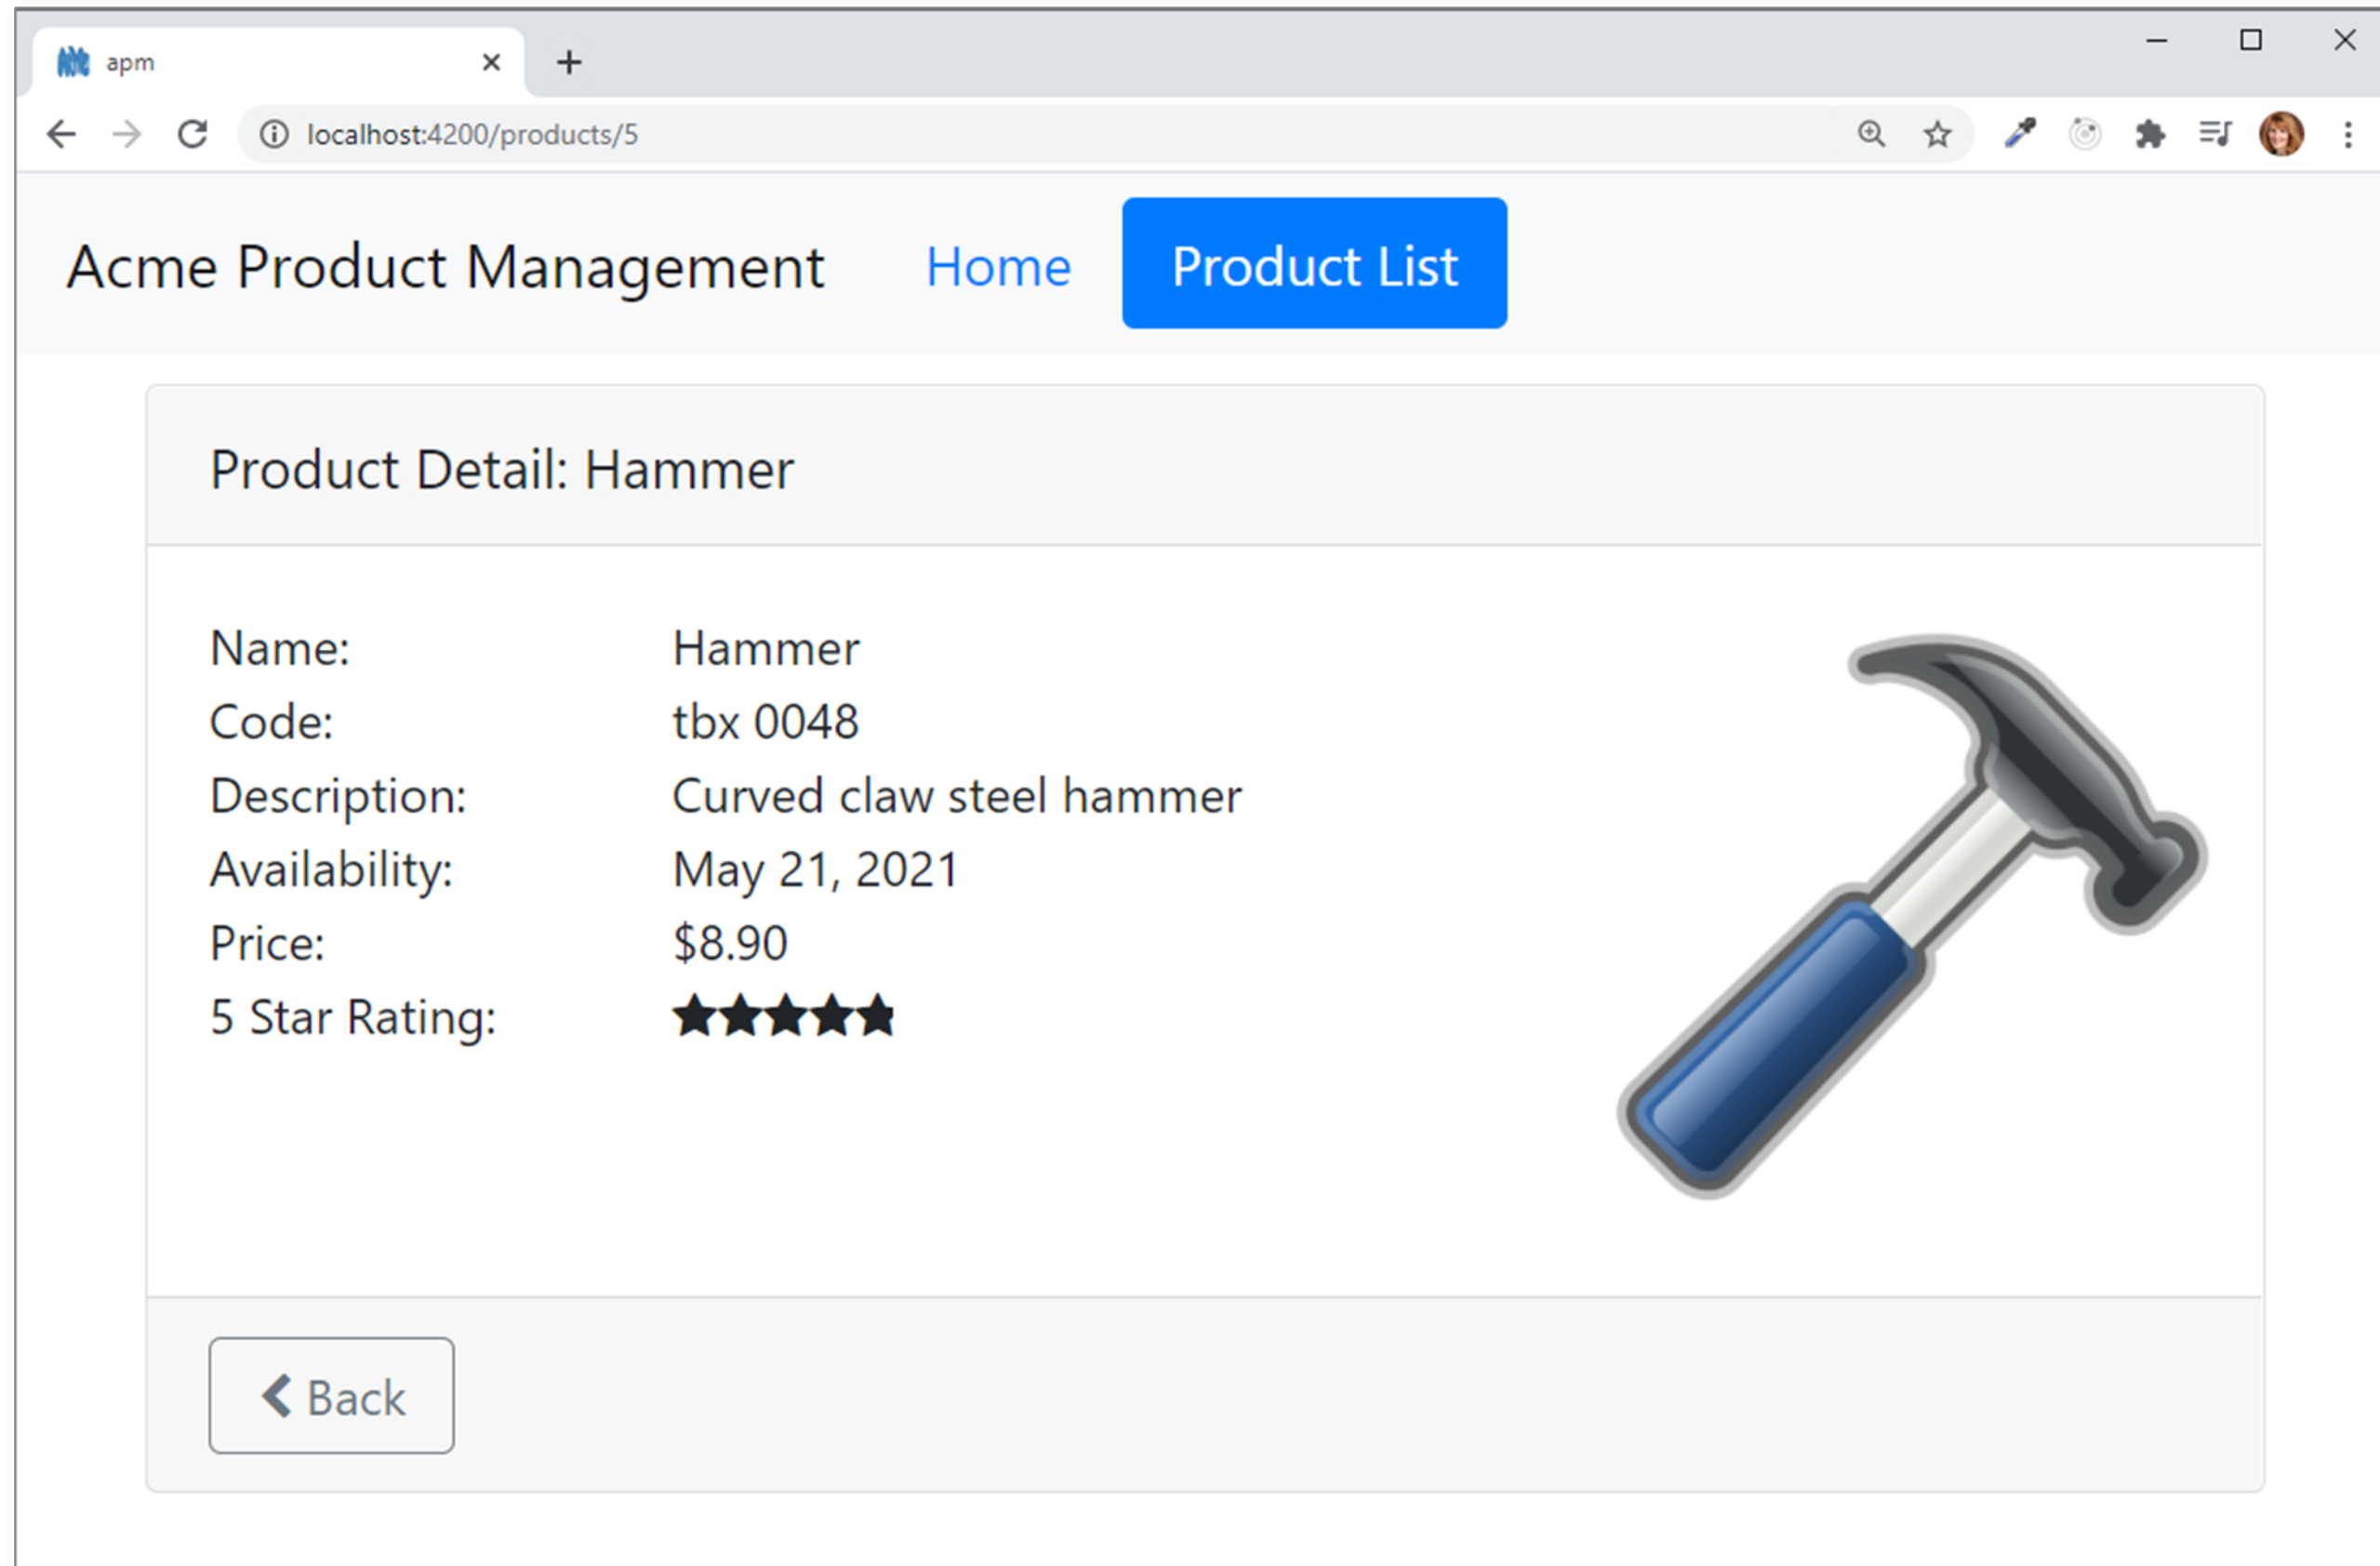 apm
localhost:4200/products/5
Acme Product Management Home Product List
Product Detail: Hammer
Name: Hammer
Code: tbx 0048
Description: Curved claw steel hammer
Availability: May 21, 2021
Price: $8.90
5 Star Rating:
Back